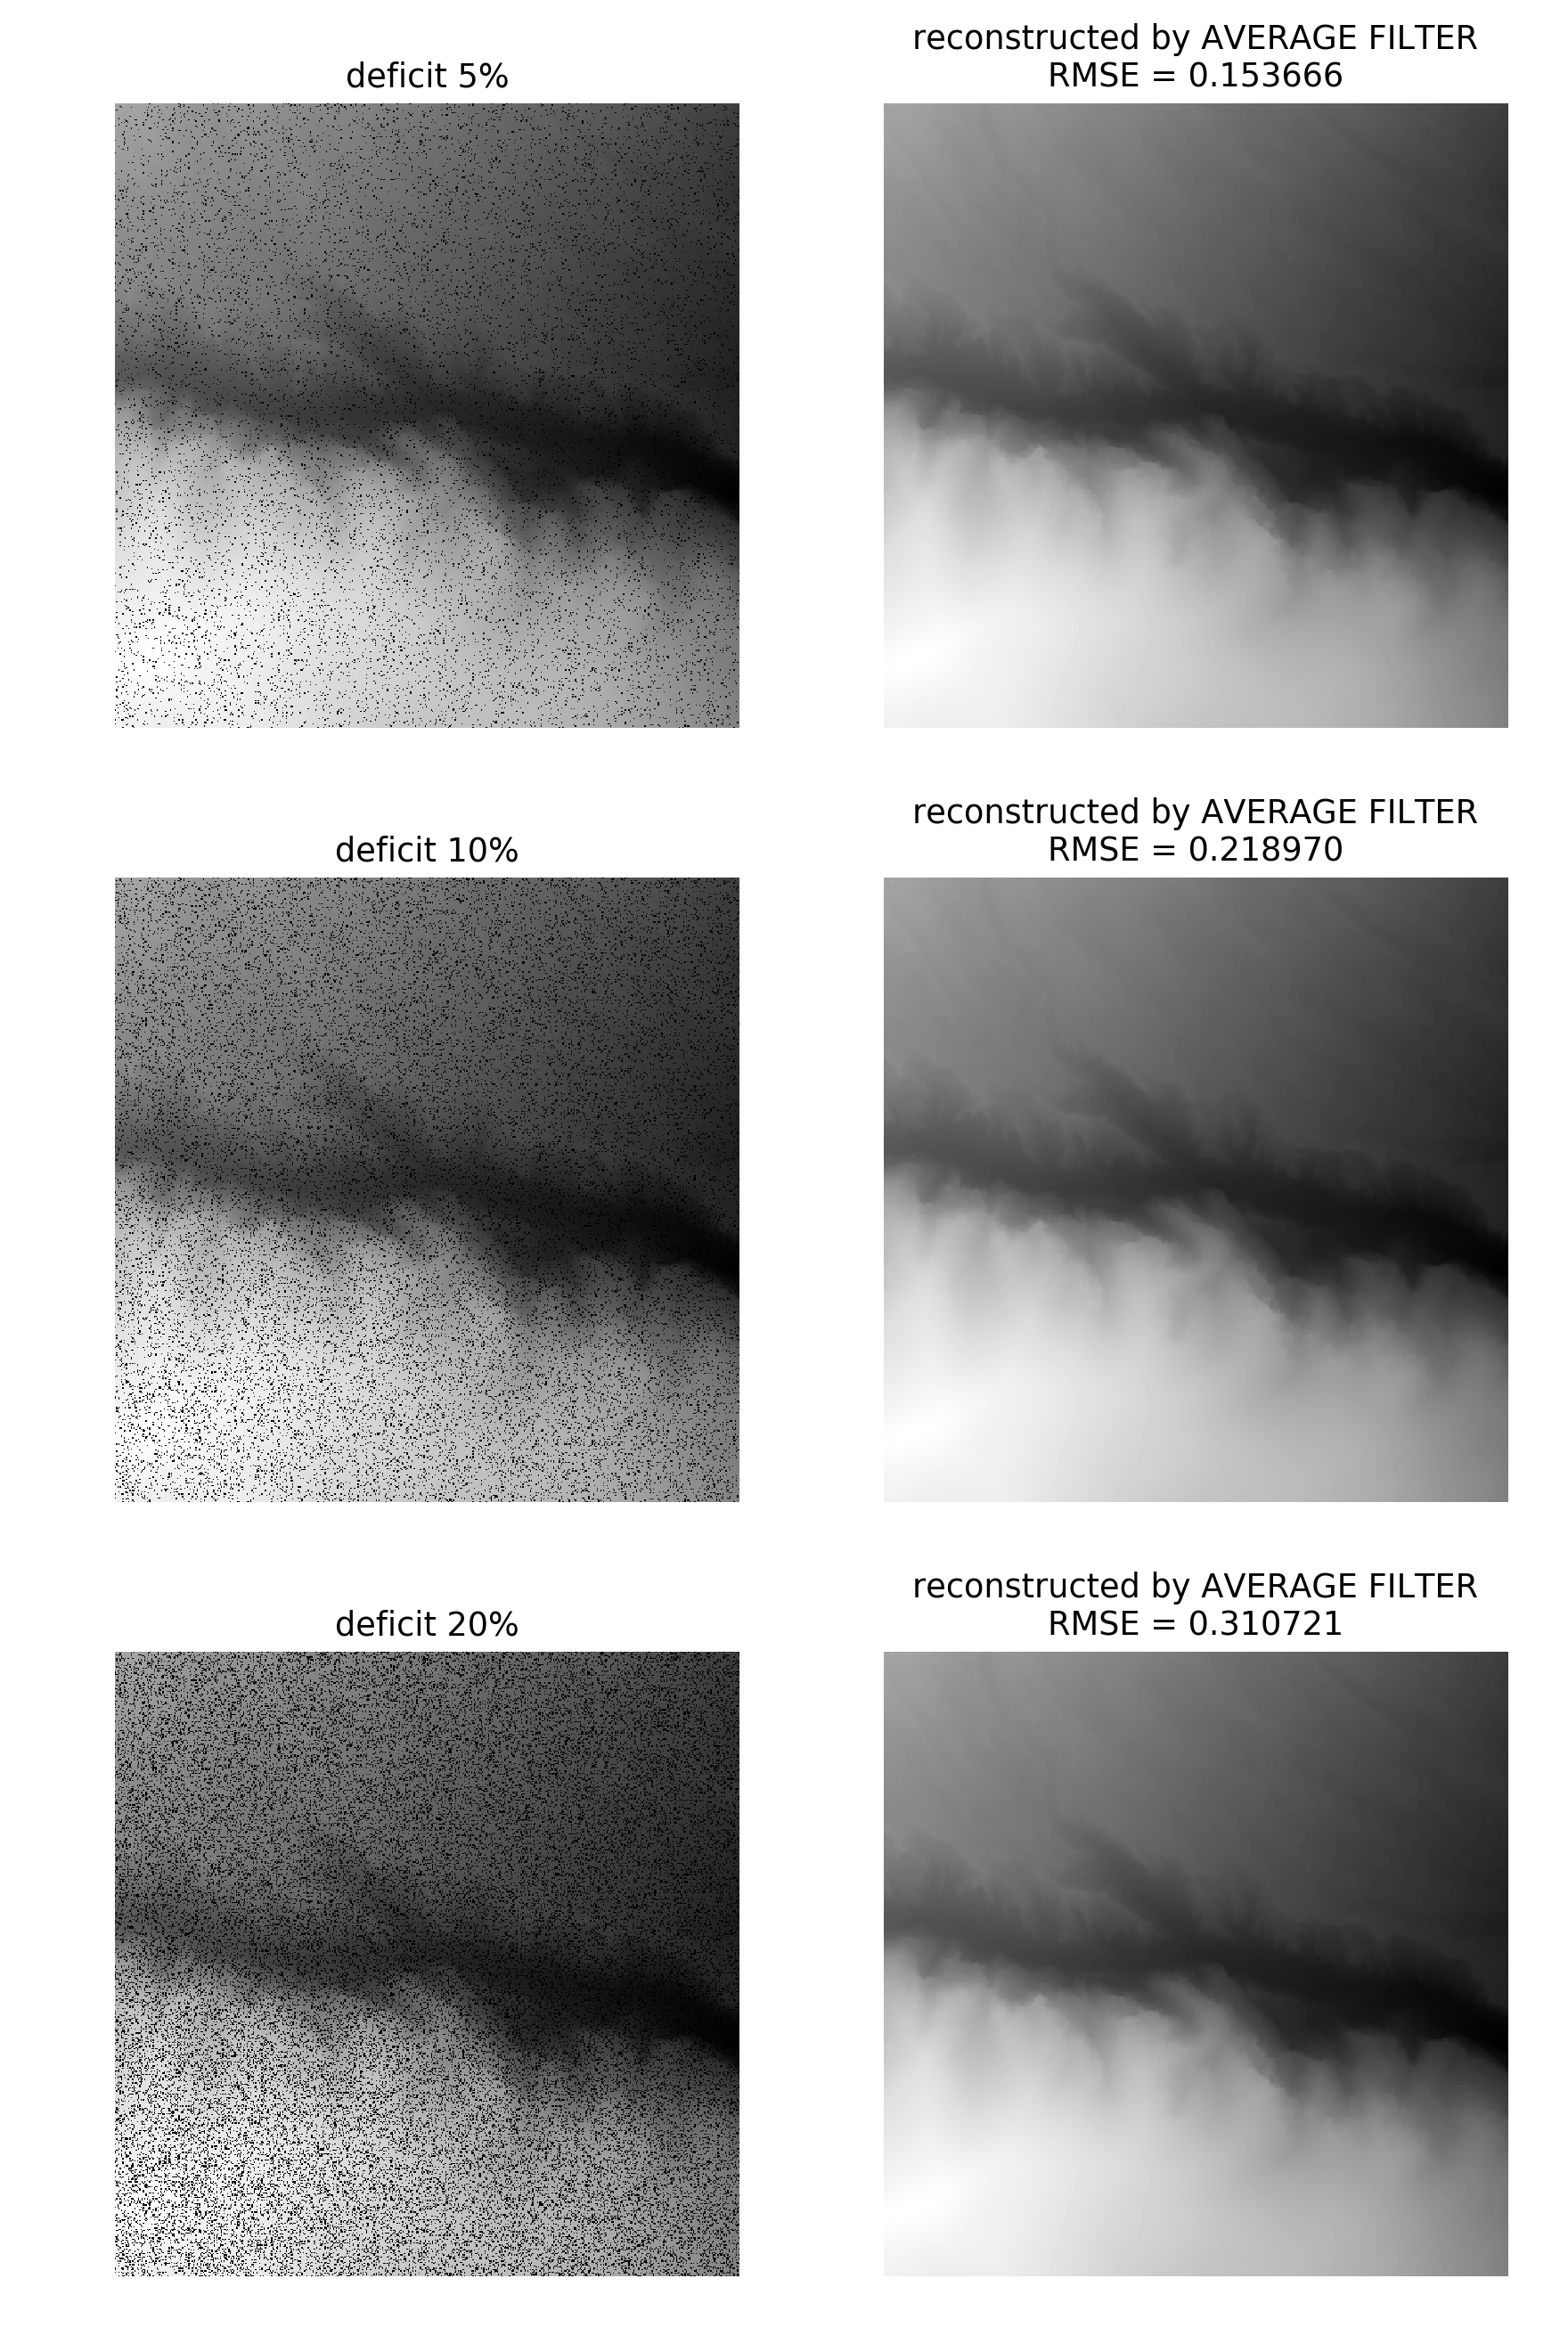 deficit 5%
reconstructed by AVERAGE FILTER
RMSE = 0.153666
deficit 10%
reconstructed by AVERAGE FILTER
RMSE = 0.218970
deficit 20%
reconstructed by AVERAGE FILTER
RMSE = 0.310721